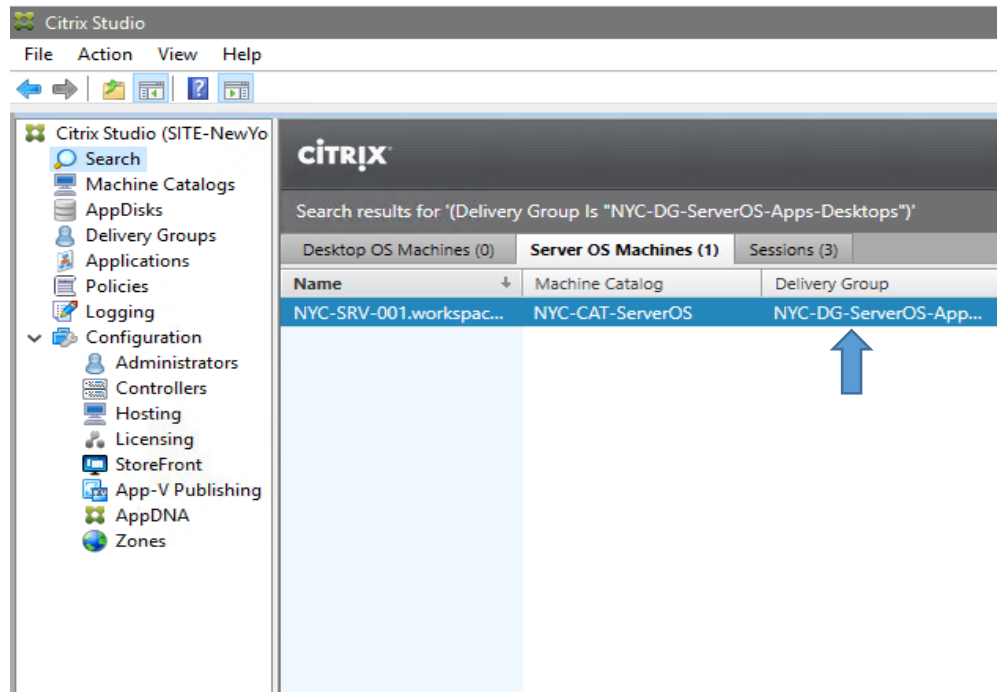 Citrix Studio
File Action View Help
Citrix Studio (SITE-NewYo
Search
Machine Catalogs
AppDisks
Delivery Groups
Applications
Policies
Logging
Configuration
Administrators
Controllers
Hosting
Licensing
StoreFront
App-V Publishing
AppDNA
Zones
CITRIX
Search results for '(Delivery Group Is "NYC-DG-ServerOS-Apps-Desktops")'
Desktop OS Machines (0) Server OS Machines (1) Sessions (3)
Name Machine Catalog Delivery Group
NYC-SRV-001.workspac... NYC-CAT-ServerOS NYC-DG-ServerOS-App...